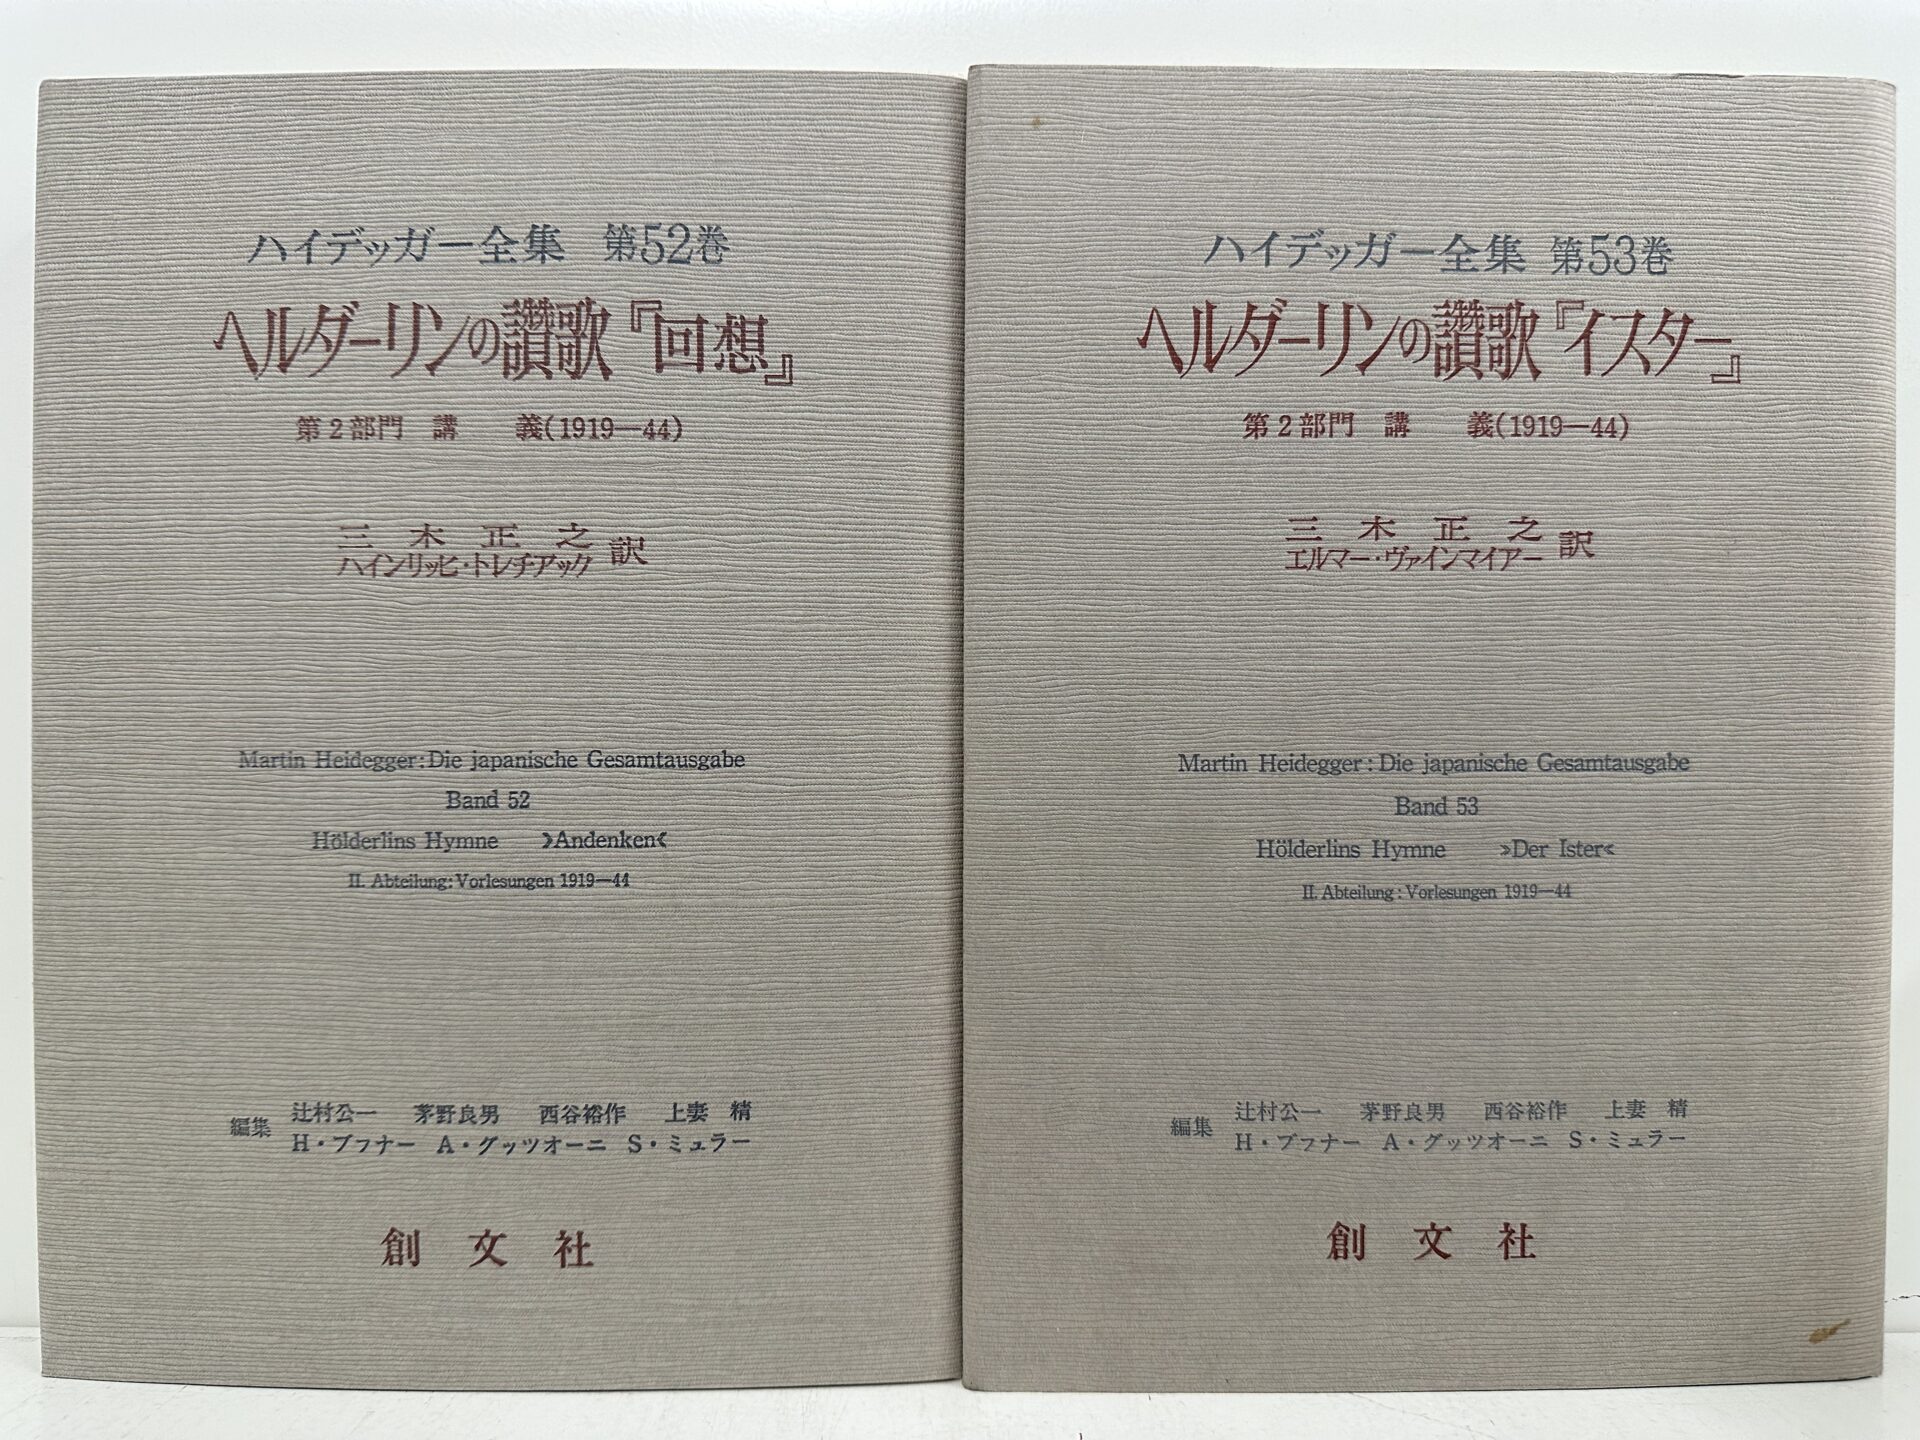 ハイデッガー全集 第52巻
ヘルダーリンの讃歌『回想』
第2部門 講 義(1919—44)
三木正之
ハインリッヒ・トレチアック 訳
Martin Heidegger: Die japanische Gesamtausgabe
Band 52
Hölderlins Hymne »Andenken«
II. Abteilung: Vorlesungen 1919—44
編集 辻村公一 茅野良男 西谷裕作 上妻 精
H・ブフナー A・グッツオーニ S・ミュラー
創文社
ハイデッガー全集 第53巻
ヘルダーリンの讃歌『イスター』
第2部門 講 義(1919—44)
三木正之
エルマー・ヴァインマイアー 訳
Martin Heidegger: Die japanische Gesamtausgabe
Band 53
Hölderlins Hymne »Der Ister«
II. Abteilung: Vorlesungen 1919—44
編集 辻村公一 茅野良男 西谷裕作 上妻 精
H・ブフナー A・グッツオーニ S・ミュラー
創文社